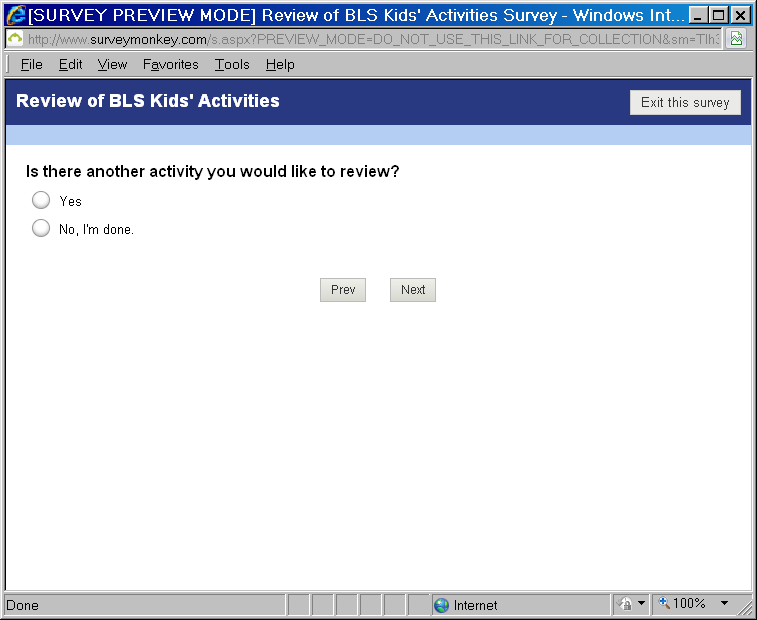 [SURVEY PREVIEW MODE] Review of BLS Kids' Activities Survey - Windows Int...
http://www.surveymonkey.com/s.aspx?PREVIEW_MODE=DO_NOT_USE_THIS_LINK_FOR_COLLECTION&sm=
File Edit View Favorites Tools Help
Review of BLS Kids' Activities
Exit this survey
Is there another activity you would like to review?
Yes
No, I'm done.
Prev Next
Done Internet 100%